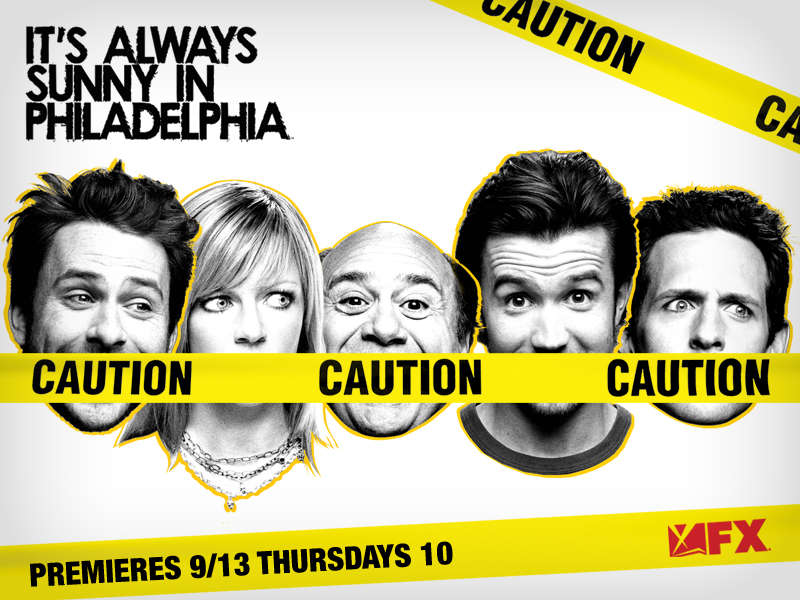 IT'S ALWAYS
SUNNY IN
PHILADELPHIA
CAUTION
CA
CAUTION CAUTION CAUTION
PREMIERES 9/13 THURSDAYS 10
FX